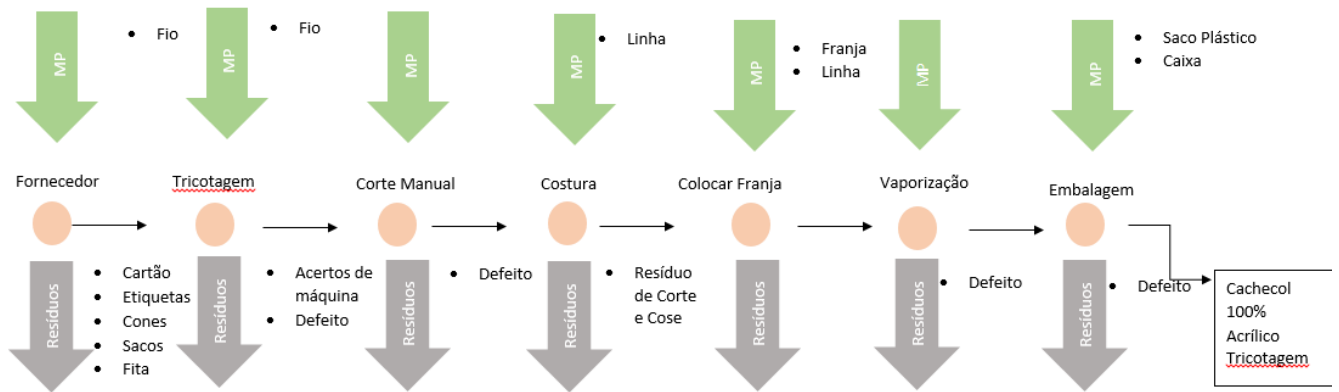 MP
• Fio
MP
• Fio
MP
MP
• Linha
MP
• Franja
• Linha
MP
MP
• Saco Plástico
• Caixa
Fornecedor
Tricotagem
Corte Manual
Costura
Colocar Franja
Vaporização
Embalagem
Resíduos
• Cartão
• Etiquetas
• Cones
• Sacos
• Fita
Resíduos
• Acertos de
máquina
• Defeito
Resíduos
• Defeito
Resíduos
• Resíduo
de Corte
e Cose
Resíduos
Resíduos
• Defeito
Resíduos
• Defeito
Cachecol
100%
Acrílico
Tricotagem